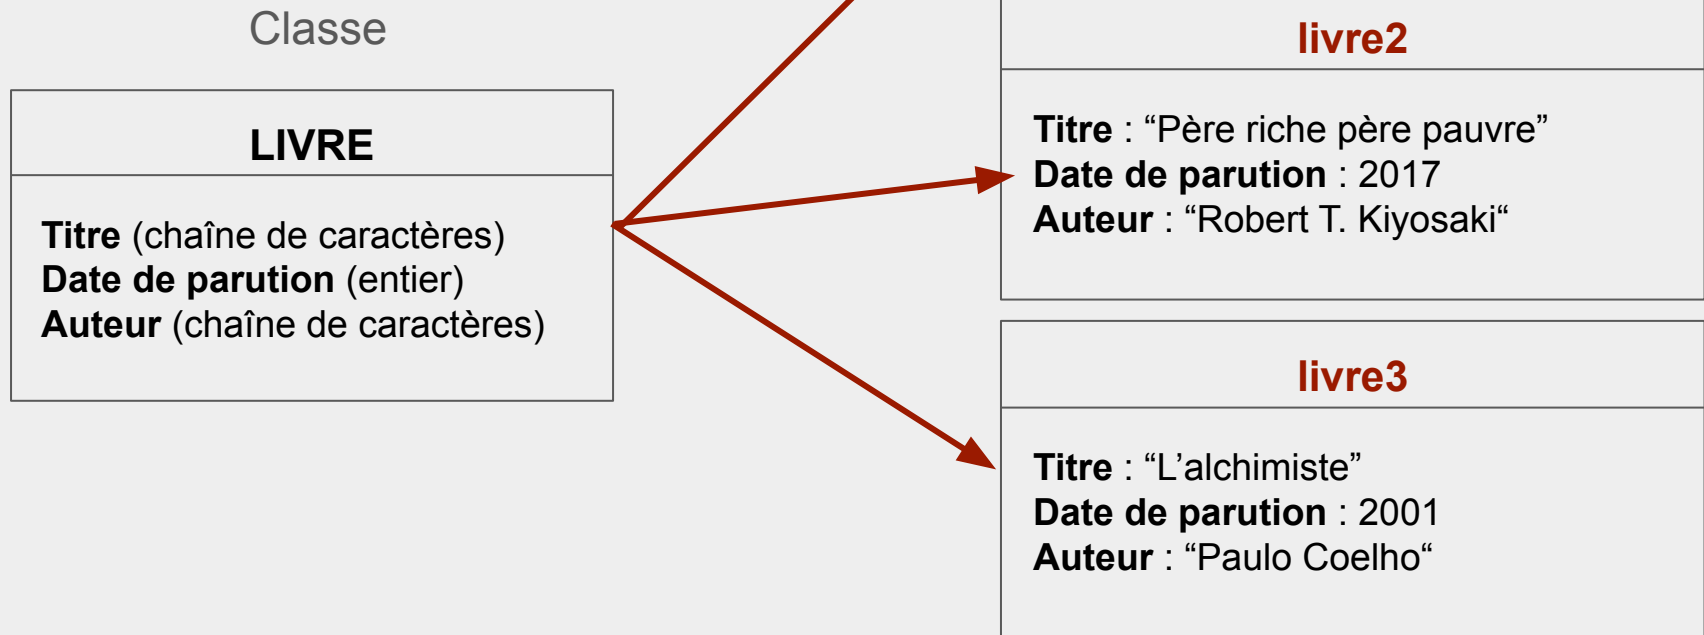 Classe
LIVRE
Titre (chaîne de caractères)
Date de parution (entier)
Auteur (chaîne de caractères)
livre2
Titre : “Père riche père pauvre”
Date de parution : 2017
Auteur : “Robert T. Kiyosaki“
livre3
Titre : “L’alchimiste”
Date de parution : 2001
Auteur : “Paulo Coelho“